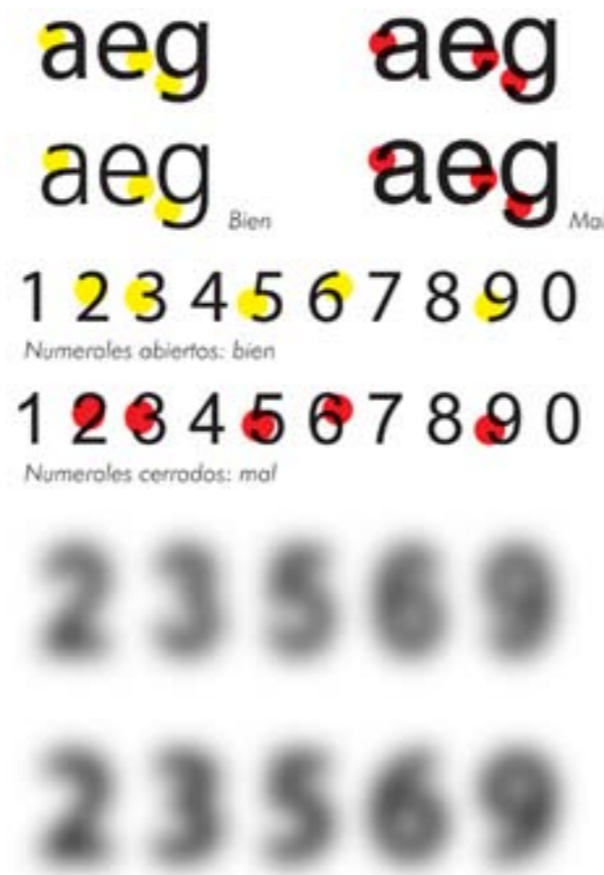 aeg aeg
aeg Bien aeg Mal
1 2 3 4 5 6 7 8 9 0
Numerales abiertos: bien
1 2 3 4 5 6 7 8 9 0
Numerales cerrados: mal
2 3 5 6 9
2 3 5 6 9